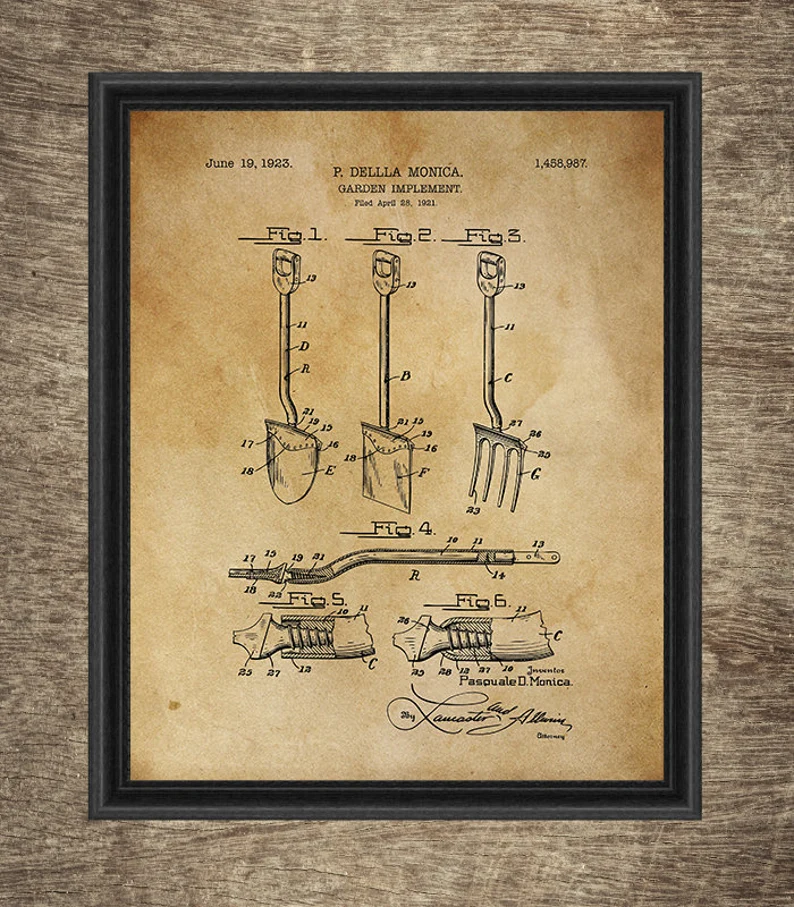 June 19, 1923.
1,458,987.
P. DELLLA MONICA.
GARDEN IMPLEMENT.
Filed April 28, 1921.
Fig.1. Fig.2. Fig.3.
13 13 13
11 11
D
R B C
21 21 15 27
19 15 19 26
17 16 16 25
18 E 18 F G
23
Fig.4.
17 15 19 21 10 11 13
18 22 R 14
Fig.5. Fig.6.
10 11 26 11
C C
25 27 12 25 28 12 27 10
Inventor
Pasquale D. Monica.
By Lancaster and Allwine
Attorney